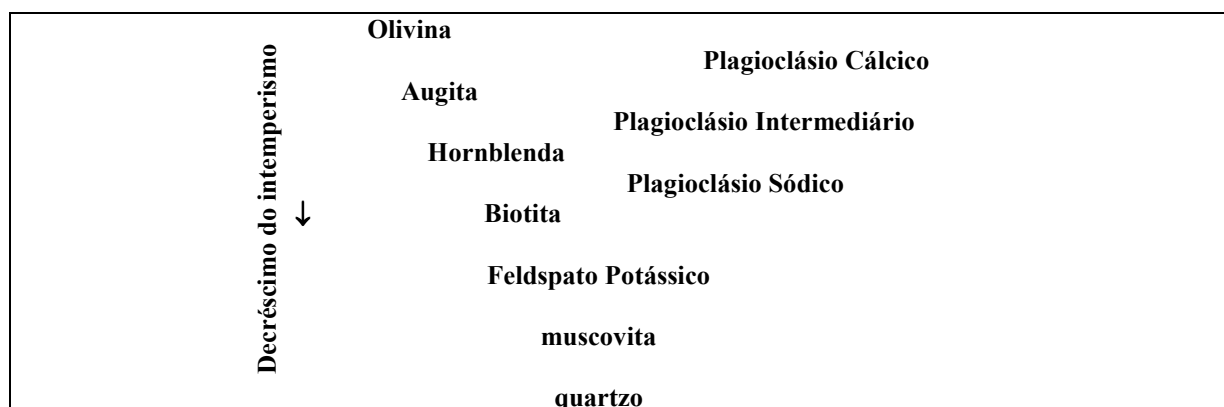 Decréscimo do intemperismo
↓
Olivina
Plagioclásio Cálcico
Augita
Plagioclásio Intermediário
Hornblenda
Plagioclásio Sódico
Biotita
Feldspato Potássico
muscovita
quartzo